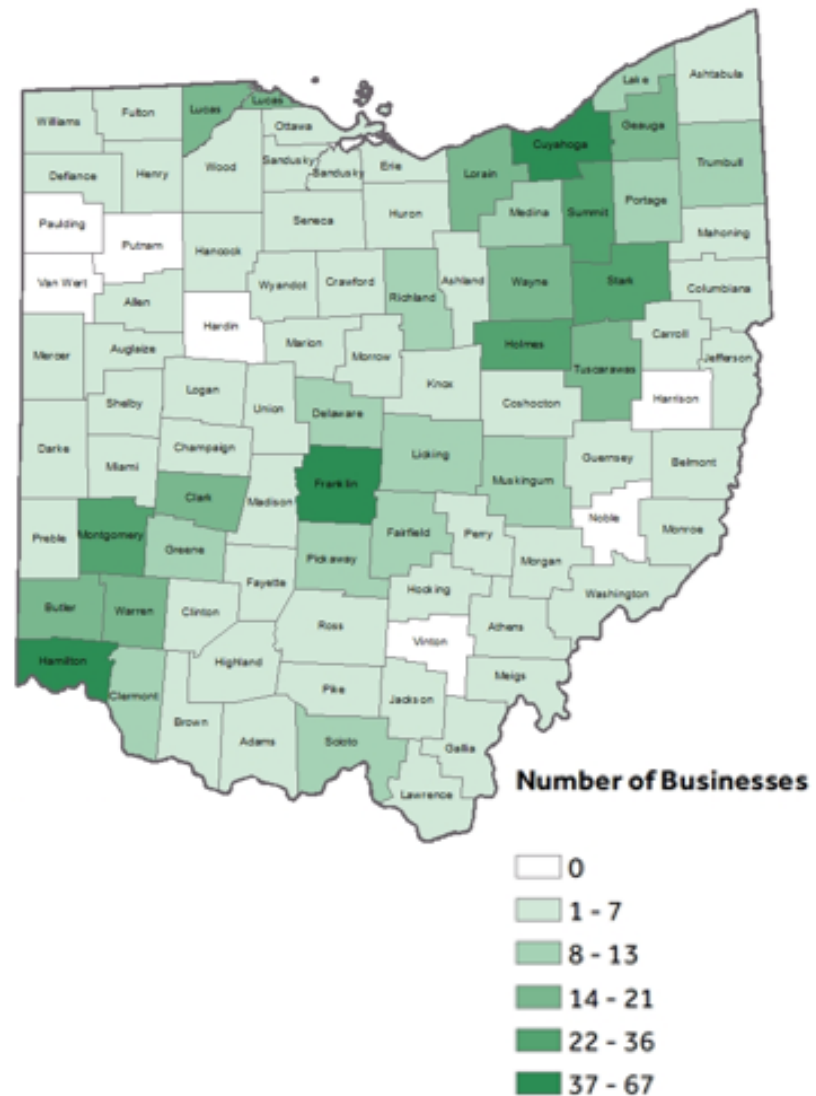 Lake
Ashtabula
Lucas
Lucas
Fulton
Williams
Geauga
Ottawa
Cuyahoga
Trumbull
Sandusky
Erie
Wood
Sandusky
Lorain
Defiance
Henry
Portage
Huron
Medina
Summit
Seneca
Paulding
Mahoning
Putnam
Hancock
Van Wert
Wyandot
Crawford
Ashland
Wayne
Stark
Columbiana
Richland
Allen
Hardin
Carroll
Marion
Holmes
Auglaize
Mercer
Morrow
Jefferson
Tuscarawas
Knox
Logan
Harrison
Shelby
Union
Coshocton
Delaware
Darke
Champaign
Licking
Guernsey
Belmont
Miami
Muskingum
Franklin
Clark
Madison
Noble
Monroe
Preble
Montgomery
Fairfield
Perry
Greene
Pickaway
Morgan
Fayette
Hocking
Washington
Butler
Warren
Clinton
Ross
Athens
Vinton
Hamilton
Highland
Meigs
Pike
Clermont
Jackson
Brown
Adams
Scioto
Gallia
Lawrence
Number of Businesses
0
1 - 7
8 - 13
14 - 21
22 - 36
37 - 67